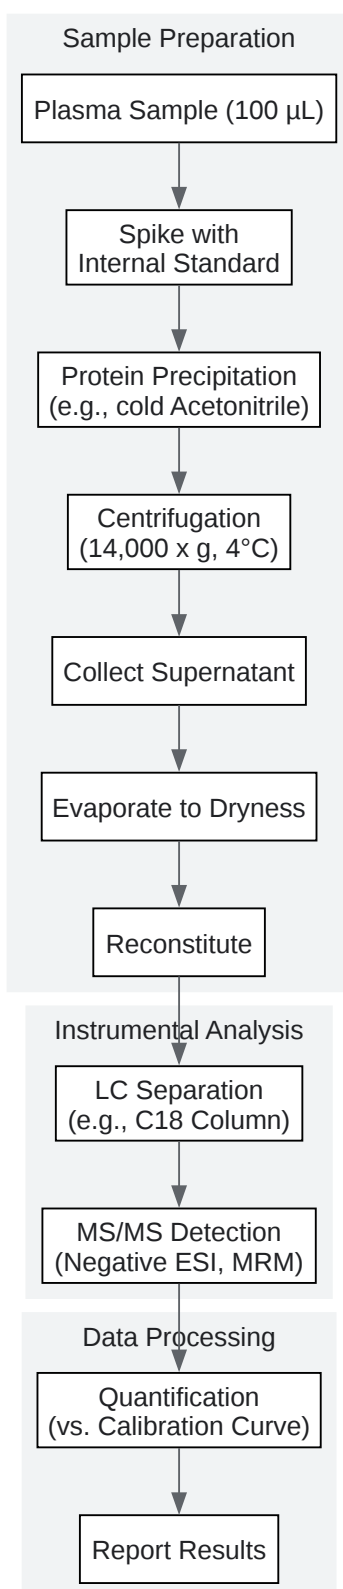 Sample Preparation
Plasma Sample (100 µL)
Spike with
Internal Standard
Protein Precipitation
(e.g., cold Acetonitrile)
Centrifugation
(14,000 x g, 4°C)
Collect Supernatant
Evaporate to Dryness
Reconstitute
Instrumental Analysis
LC Separation
(e.g., C18 Column)
MS/MS Detection
(Negative ESI, MRM)
Data Processing
Quantification
(vs. Calibration Curve)
Report Results